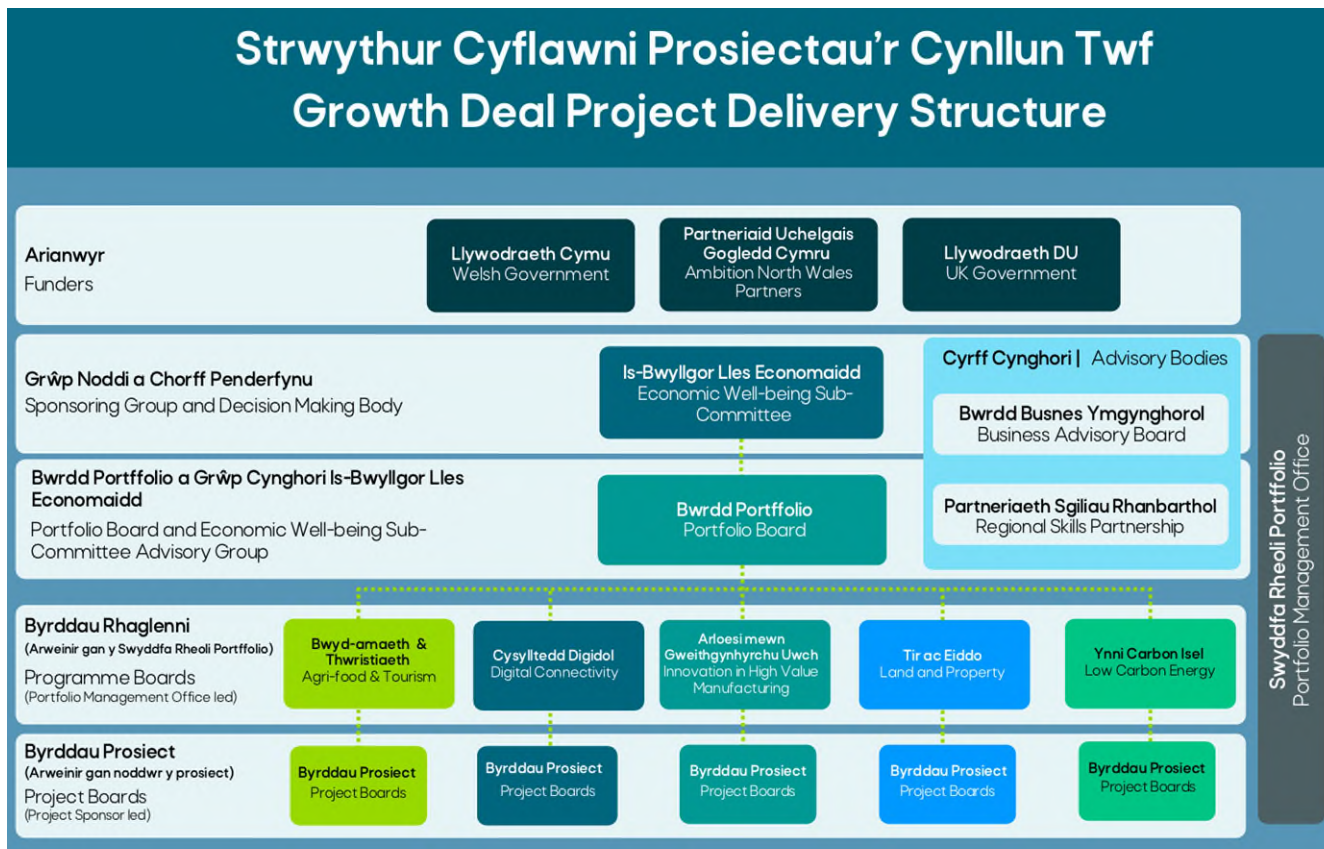 Strwythur Cyflawni Prosiectau'r Cynllun Twf
Growth Deal Project Delivery Structure
Arianwyr
Funders
Llywodraeth Cymu
Welsh Government
Partneriaid Uchelgais
Gogledd Cymru
Ambition North Wales
Partners
Llywodraeth DU
UK Government
Grŵp Noddi a Chorff Penderfynu
Sponsoring Group and Decision Making Body
Is-Bwyllgor Lles Economaidd
Economic Well-being Sub-
Committee
Cyrff Cynghori | Advisory Bodies
Bwrdd Busnes Ymgynghorol
Business Advisory Board
Partneriaeth Sgiliau Rhanbarthol
Regional Skills Partnership
Bwrdd Portffolio a Grŵp Cynghori Is-Bwyllgor Lles
Economaidd
Portfolio Board and Economic Well-being Sub-
Committee Advisory Group
Bwrdd Portffolio
Portfolio Board
Byrddau Rhaglenni
(Arweinir gan y Swyddfa Rheoli Portffolio)
Programme Boards
(Portfolio Management Office led)
Bwyd-amaeth &
Thwristiaeth
Agri-food & Tourism
Cysylltedd Digidol
Digital Connectivity
Arloesi mewn
Gweithgynhyrchu Uwch
Innovation in High Value
Manufacturing
Tir ac Eiddo
Land and Property
Ynni Carbon Isel
Low Carbon Energy
Byrddau Prosiect
(Arweinir gan noddwr y prosiect)
Project Boards
(Project Sponsor led)
Byrddau Prosiect
Project Boards
Byrddau Prosiect
Project Boards
Byrddau Prosiect
Project Boards
Byrddau Prosiect
Project Boards
Byrddau Prosiect
Project Boards
Swyddfa Rheoli Portffolio
Portfolio Management Office